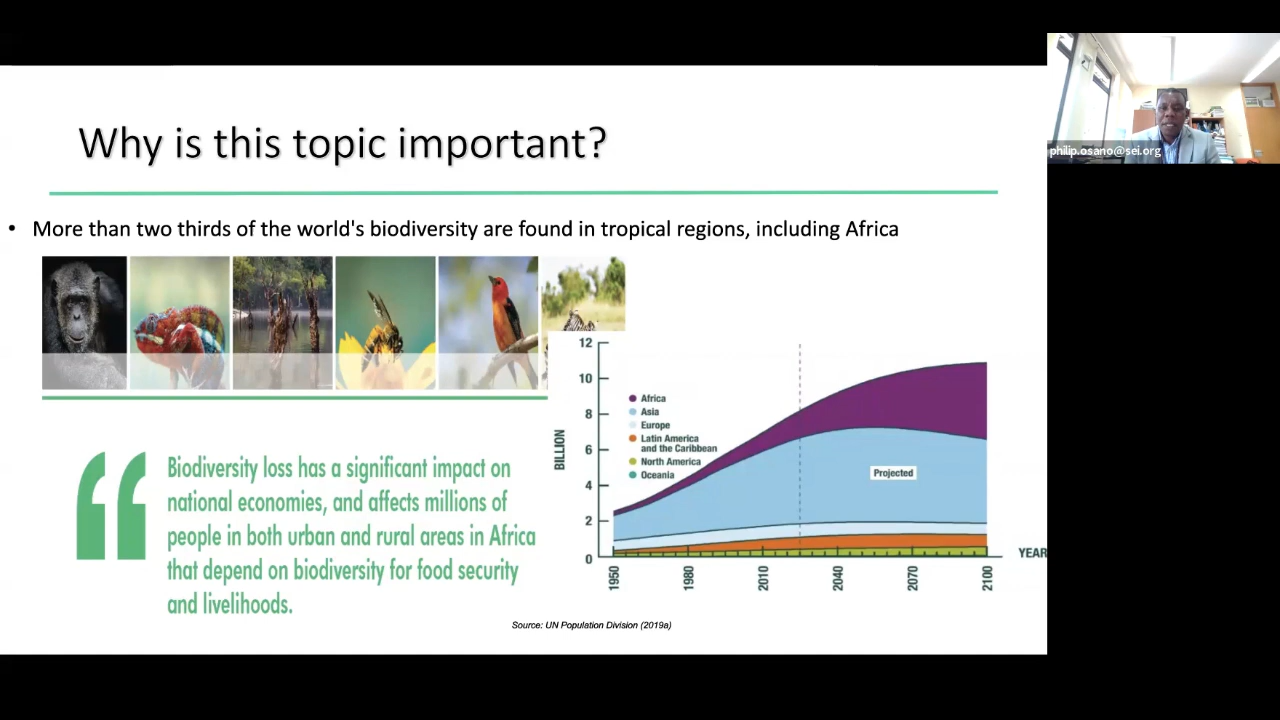 Why is this topic important?
philip.osano@sei.org
• More than two thirds of the world's biodiversity are found in tropical regions, including Africa
Biodiversity loss has a significant impact on
national economies, and affects millions of
people in both urban and rural areas in Africa
that depend on biodiversity for food security
and livelihoods.
12
10
8
6
4
2
0
BILLION
Africa
Asia
Europe
Latin America
and the Caribbean
North America
Oceania
Projected
YEAR
1950
1980
2010
2040
2070
2100
Source: UN Population Division (2019a)